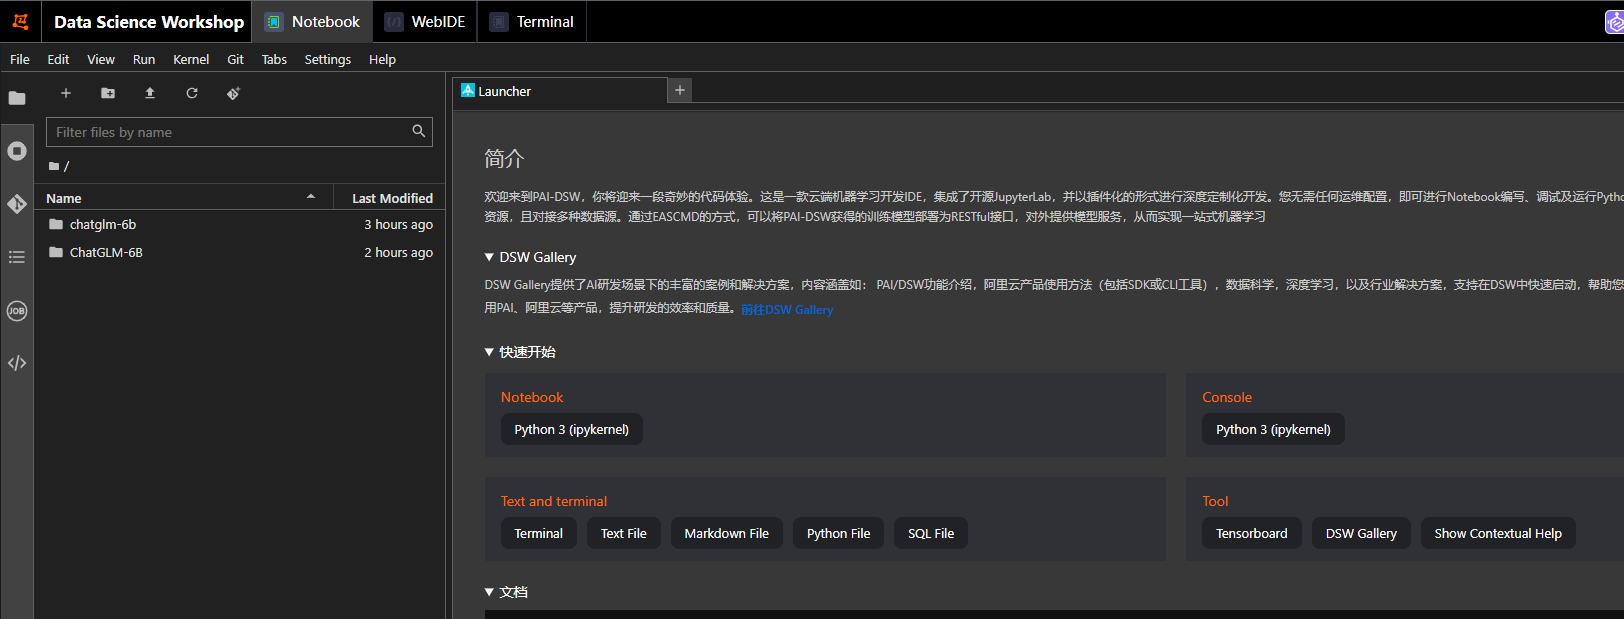 Data Science Workshop Notebook WebIDE Terminal
File Edit View Run Kernel Git Tabs Settings Help
Launcher
Filter files by name
/
Name Last Modified
chatglm-6b 3 hours ago
ChatGLM-6B 2 hours ago
JOB
简介
欢迎来到PAI-DSW，你将迎来一段奇妙的代码体验。这是一款云端机器学习开发IDE，集成了开源JupyterLab，并以插件化的形式进行深度定制化开发。您无需任何运维配置，即可进行Notebook编写、调试及运行Pytho
资源，且对接多种数据源。通过EASCMD的方式，可以将PAI-DSW获得的训练模型部署为RESTful接口，对外提供模型服务，从而实现一站式机器学习
DSW Gallery
DSW Gallery提供了AI研发场景下的丰富的案例和解决方案，内容涵盖如： PAI/DSW功能介绍，阿里云产品使用方法（包括SDK或CLI工具），数据科学，深度学习，以及行业解决方案，支持在DSW中快速启动，帮助您
用PAI、阿里云等产品，提升研发的效率和质量。前往DSW Gallery
快速开始
Notebook
Python 3 (ipykernel)
Console
Python 3 (ipykernel)
Text and terminal
Terminal Text File Markdown File Python File SQL File
Tool
Tensorboard DSW Gallery Show Contextual Help
文档